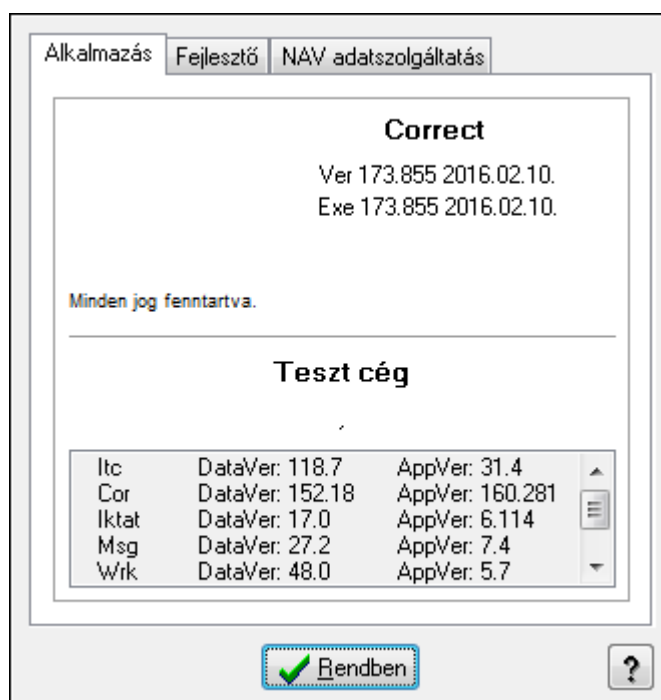 Alkalmazás Fejlesztő NAV adatszolgáltatás
Correct
Ver 173.855 2016.02.10.
Exe 173.855 2016.02.10.
Minden jog fenntartva.
Teszt cég
,
Itc DataVer: 118.7 AppVer: 31.4
Cor DataVer: 152.18 AppVer: 160.281
Iktat DataVer: 17.0 AppVer: 6.114
Msg DataVer: 27.2 AppVer: 7.4
Wrk DataVer: 48.0 AppVer: 5.7
Rendben ?